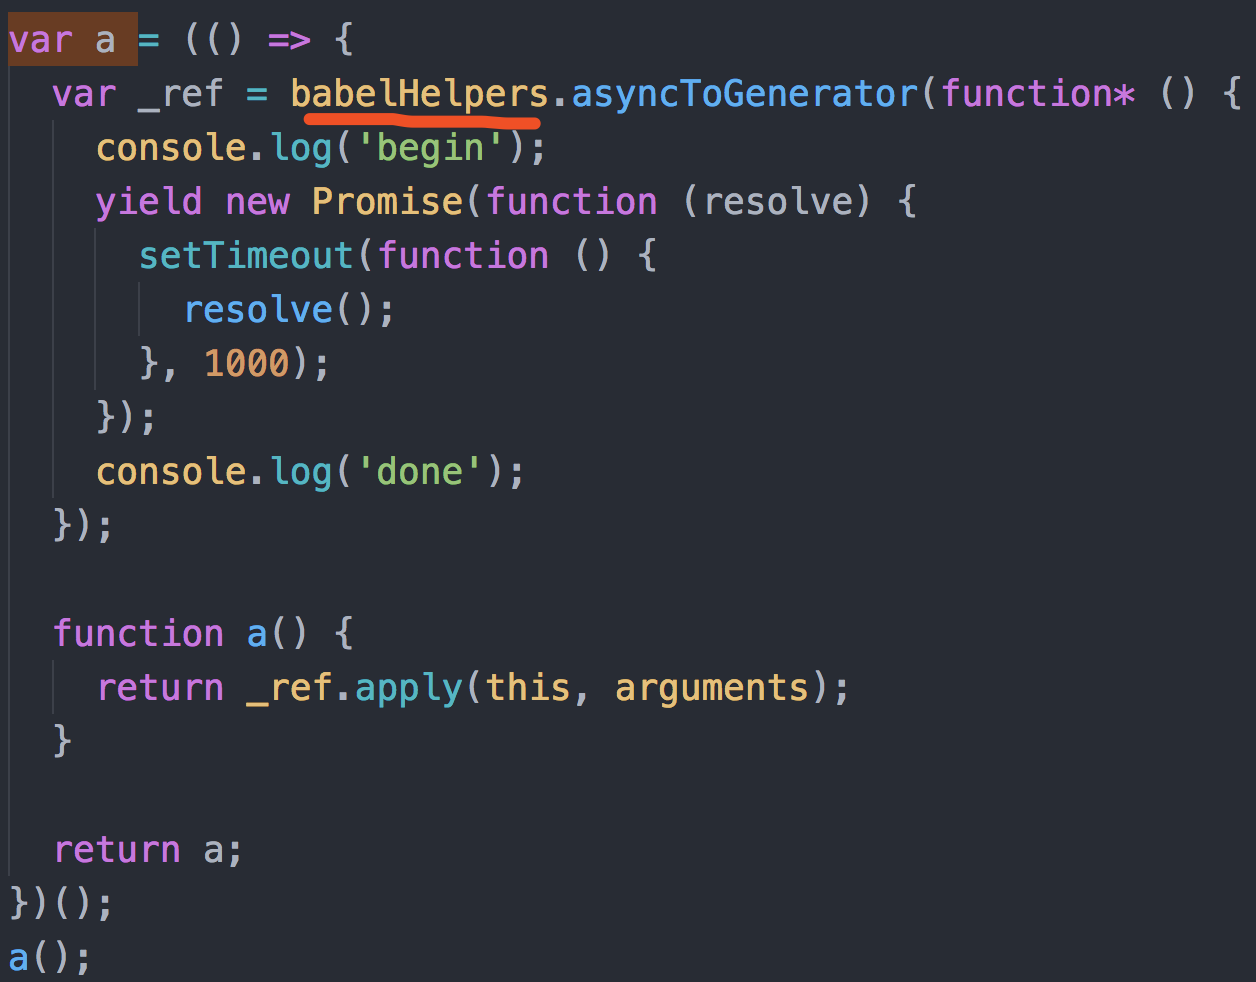 var a = (() => {
  var _ref = babelHelpers.asyncToGenerator(function* () {
    console.log('begin');
    yield new Promise(function (resolve) {
      setTimeout(function () {
        resolve();
      }, 1000);
    });
    console.log('done');
  });

  function a() {
    return _ref.apply(this, arguments);
  }

  return a;
})();
a();